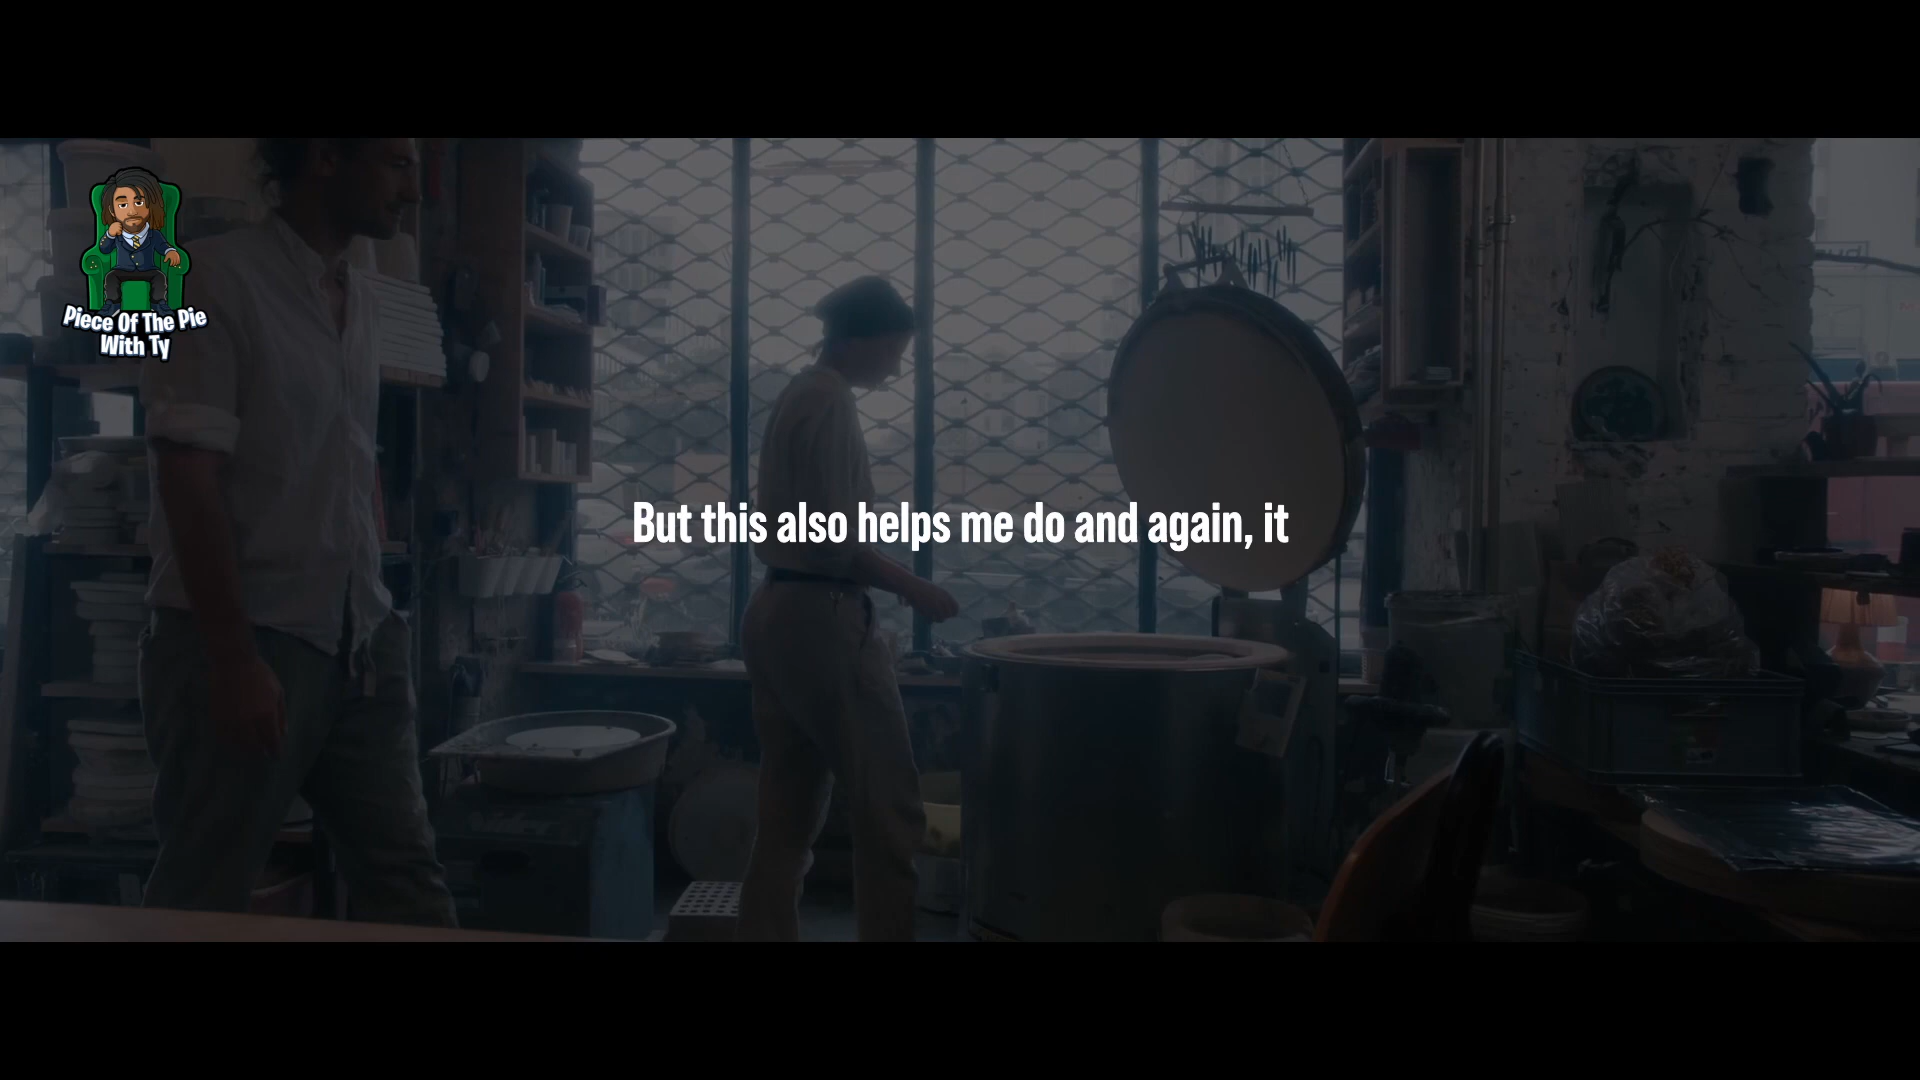 Piece Of The Pie
With Ty
But this also helps me do and again, it